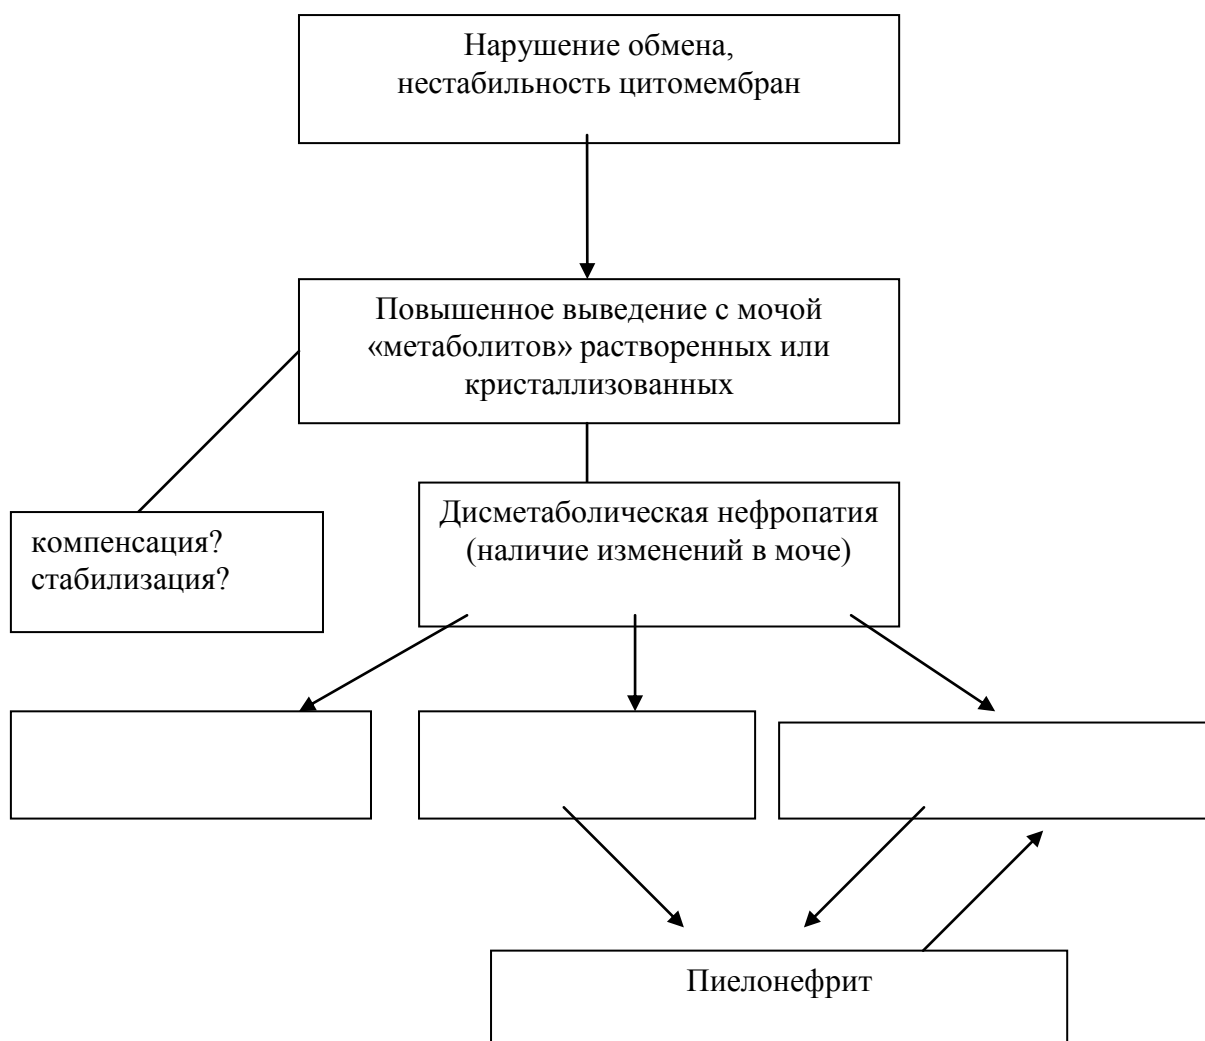 Нарушение обмена,
нестабильность цитомембран
Повышенное выведение с мочой
«метаболитов» растворенных или
кристаллизованных
компенсация?
стабилизация?
Дисметаболическая нефропатия
(наличие изменений в моче)
Пиелонефрит